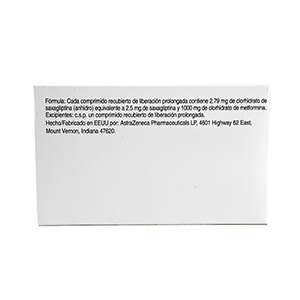 Fórmula: Cada comprimido recubierto de liberación prolongada contiene 2.79 mg de clorhidrato de
saxagliptina (anhidro) equivalente a 2.5 mg de saxagliptina y 1000 mg de clorhidrato de metformina.
Excipientes: c.s.p. un comprimido recubierto de liberación prolongada.
Hecho/Fabricado en EEUU por: AstraZeneca Pharmaceuticals LP, 4601 Highway 62 East,
Mount Vernon, Indiana 47620.